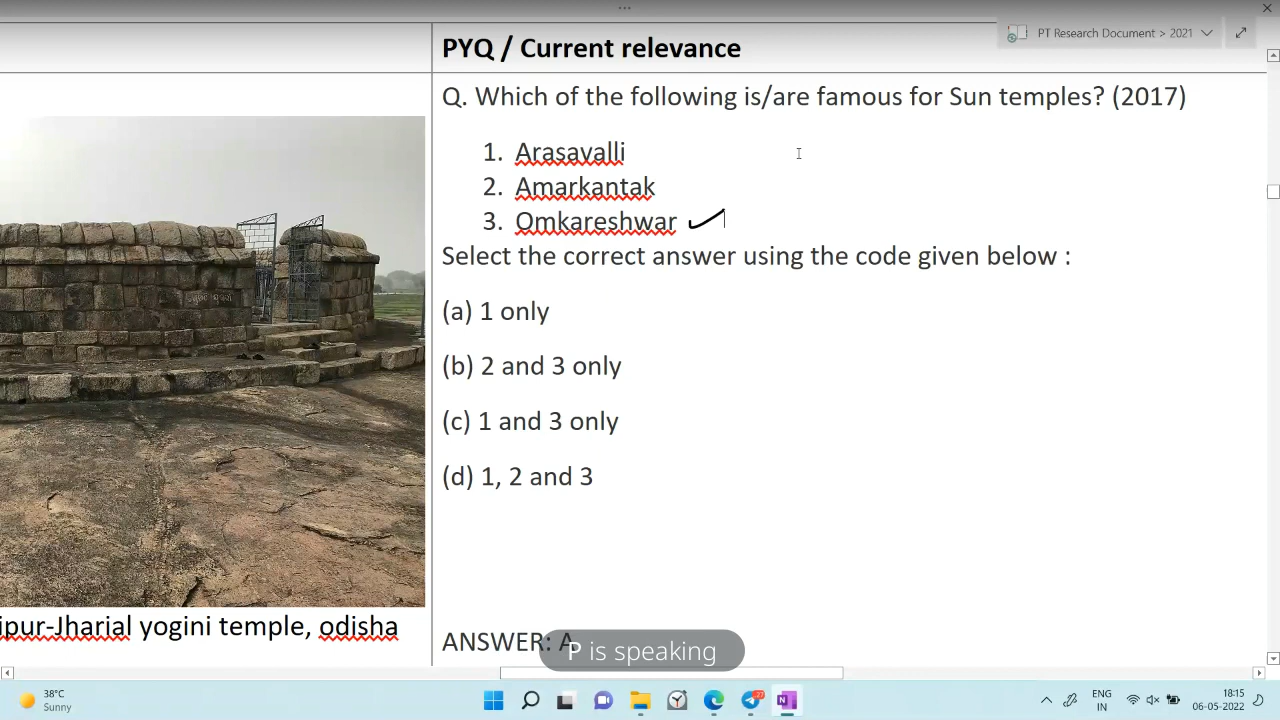 PT Research Document > 2021
PYQ / Current relevance
Q. Which of the following is/are famous for Sun temples? (2017)
1. Arasavalli
2. Amarkantak
3. Omkareshwar
Select the correct answer using the code given below :
(a) 1 only
(b) 2 and 3 only
(c) 1 and 3 only
(d) 1, 2 and 3
ipur-Jharial yogini temple, odisha
ANSWER: A
P is speaking
38°C
Sunny
27
ENG
IN
18:15
06-05-2022